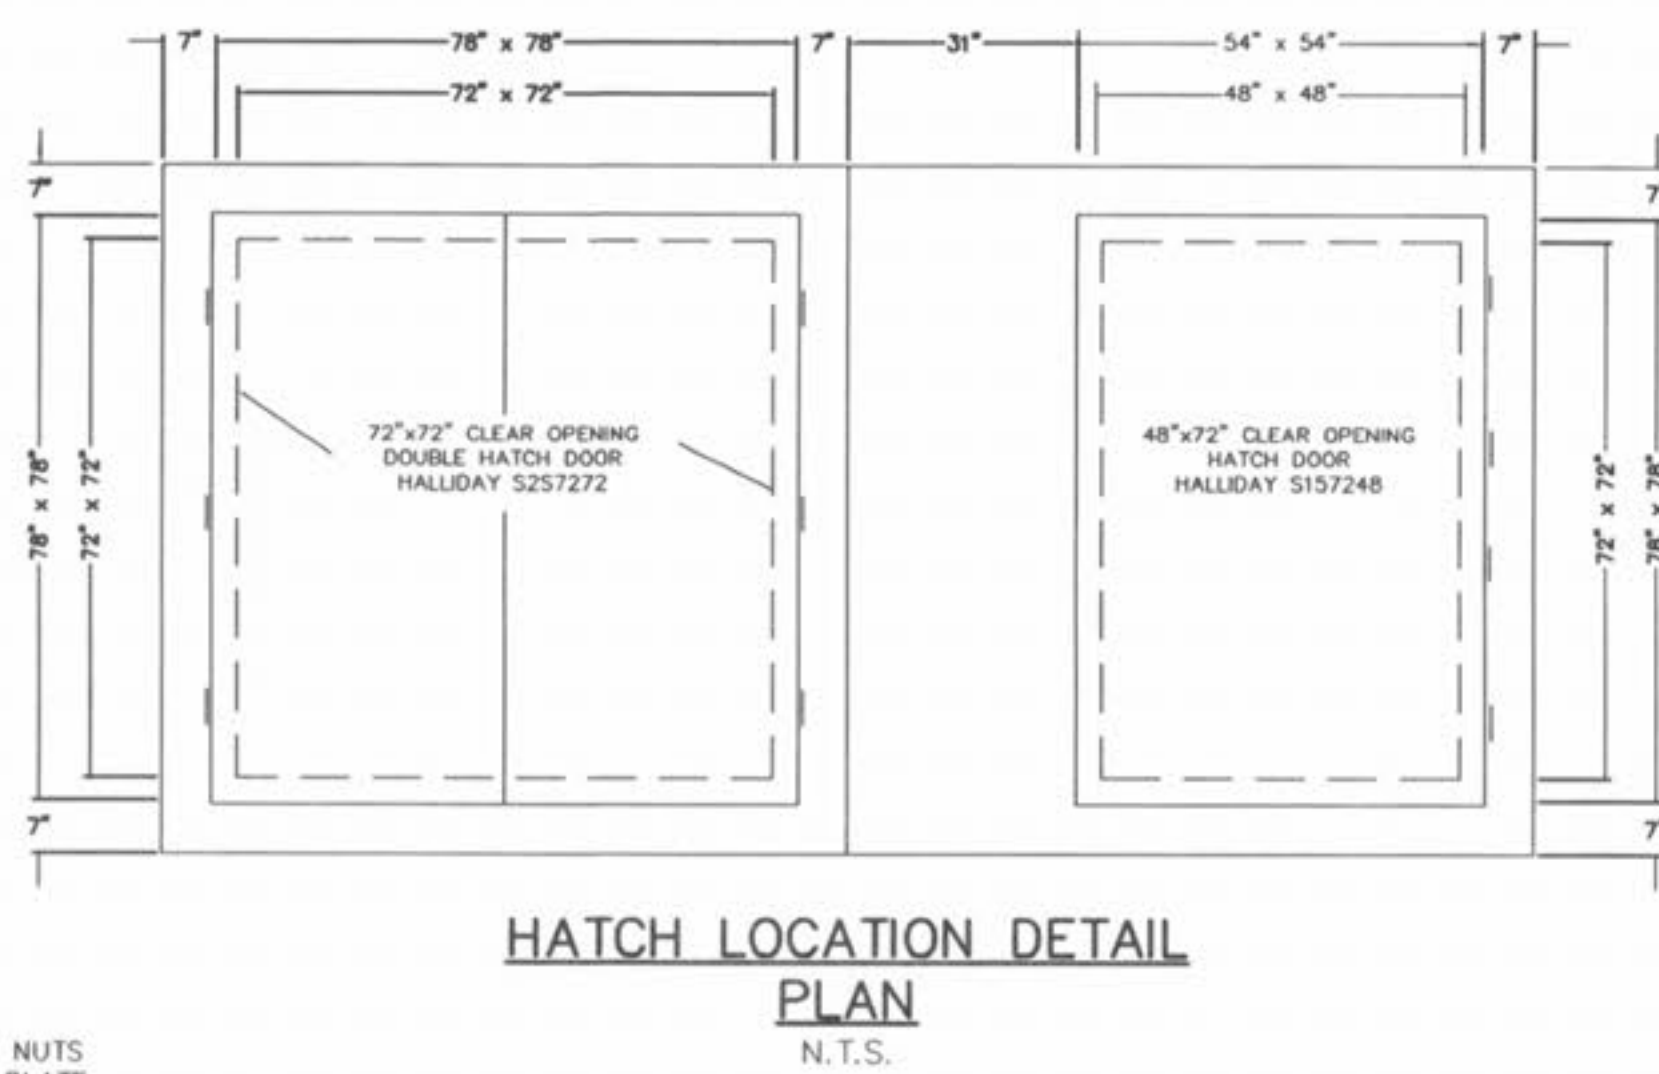 7" 78" x 78" 7" 31" 54" x 54" 7"
72" x 72" 48" x 48"
7"
7"
78" x 78"
72" x 72"
72"x72" CLEAR OPENING
DOUBLE HATCH DOOR
HALLIDAY S2S7272
48"x72" CLEAR OPENING
HATCH DOOR
HALLIDAY S157248
72" x 72"
78" x 78"
7"
7"
HATCH LOCATION DETAIL
PLAN
N.T.S.
NUTS